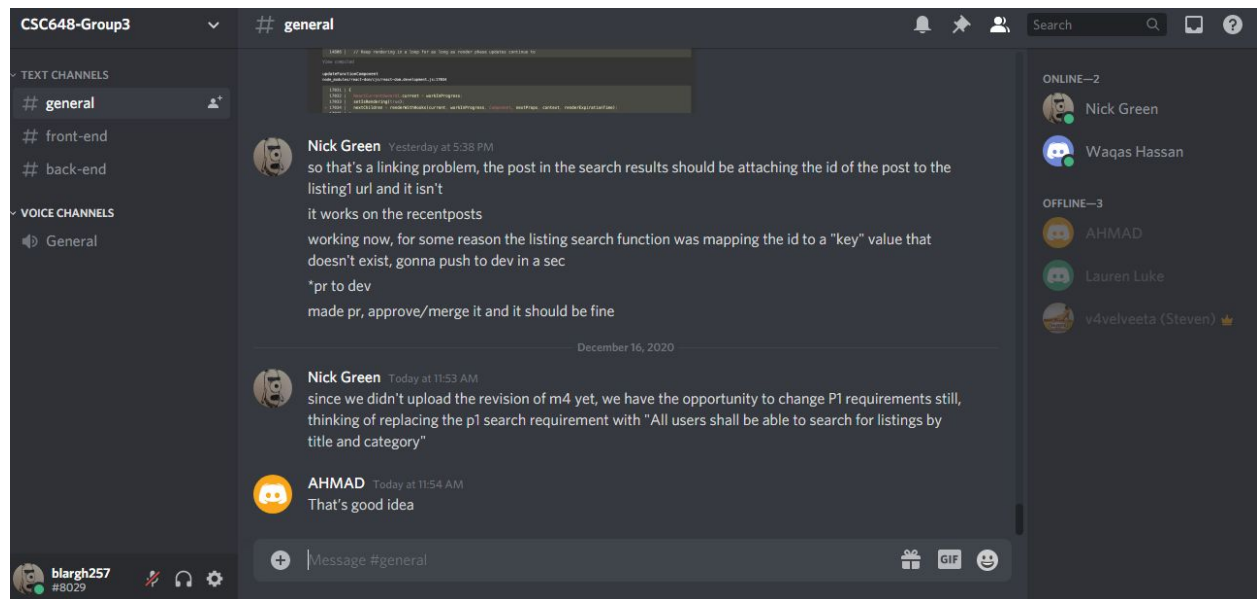 CSC648-Group3
# general
Search
TEXT CHANNELS
# general
# front-end
# back-end
VOICE CHANNELS
General
updateFunctionComponent
Nick Green Yesterday at 5:38 PM
so that's a linking problem, the post in the search results should be attaching the id of the post to the
listing1 url and it isn't
it works on the recentposts
working now, for some reason the listing search function was mapping the id to a "key" value that
doesn't exist, gonna push to dev in a sec
*pr to dev
made pr, approve/merge it and it should be fine
December 16, 2020
Nick Green Today at 11:53 AM
since we didn't upload the revision of m4 yet, we have the opportunity to change P1 requirements still,
thinking of replacing the p1 search requirement with "All users shall be able to search for listings by
title and category"
AHMAD Today at 11:54 AM
That's good idea
Message #general
GIF
ONLINE—2
Nick Green
Waqas Hassan
OFFLINE—3
AHMAD
Lauren Luke
v4velveeta (Steven)
blargh257
#8029